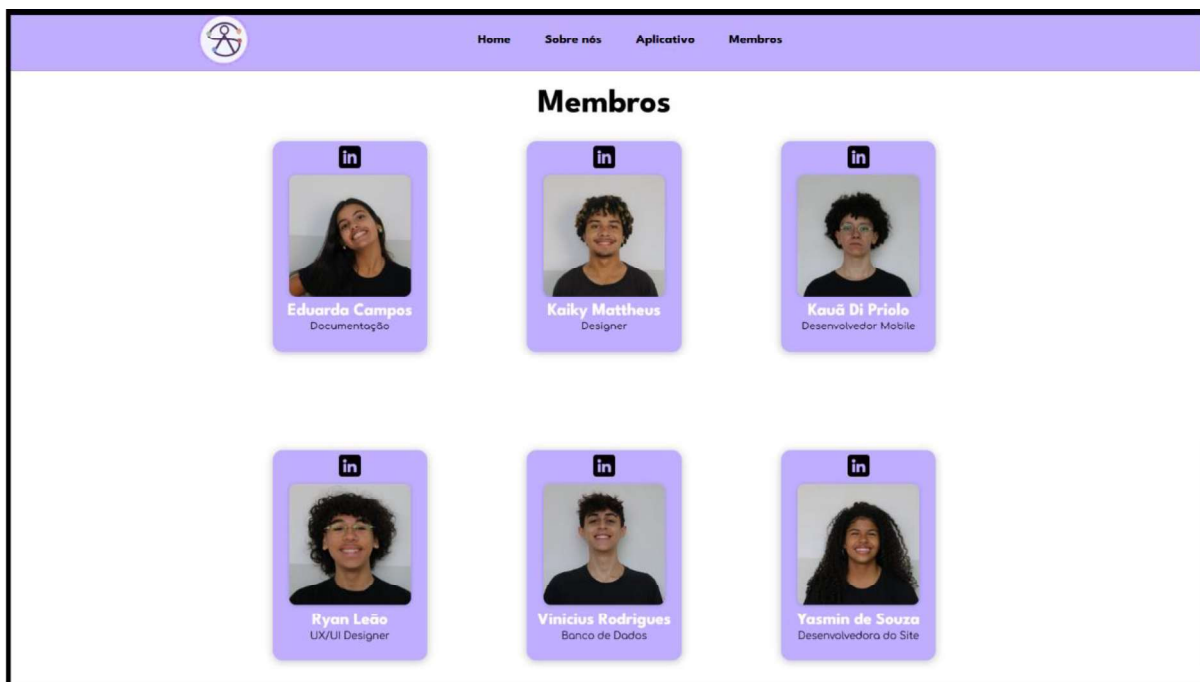 Home Sobre nós Aplicativo Membros
Membros
in in in
Eduarda Campos Kaiky Mattheus Kauã Di Priolo
Documentação Designer Desenvolvedor Mobile
in in in
Ryan Leão Vinicius Rodrigues Yasmin de Souza
UX/UI Designer Banco de Dados Desenvolvedora do Site